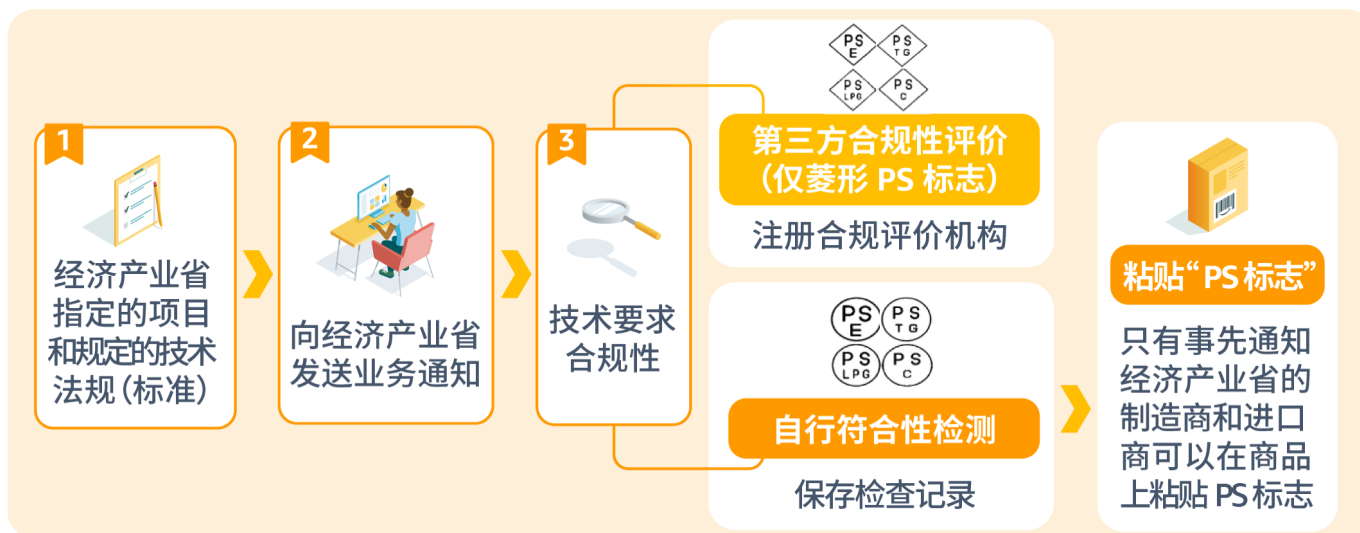 1
经济产业省
指定的项目
和规定的技术
法规（标准）
2
向经济产业省
发送业务通知
3
技术要求
合规性
PS
E
PS
TG
PS
LPG
PS
C
第三方合规性评价
（仅菱形 PS 标志）
注册合规评价机构
PS
E
PS
TG
PS
LPG
PS
C
自行符合性检测
保存检查记录
粘贴“PS 标志”
只有事先通知
经济产业省的
制造商和进口
商可以在商品
上粘贴 PS 标志